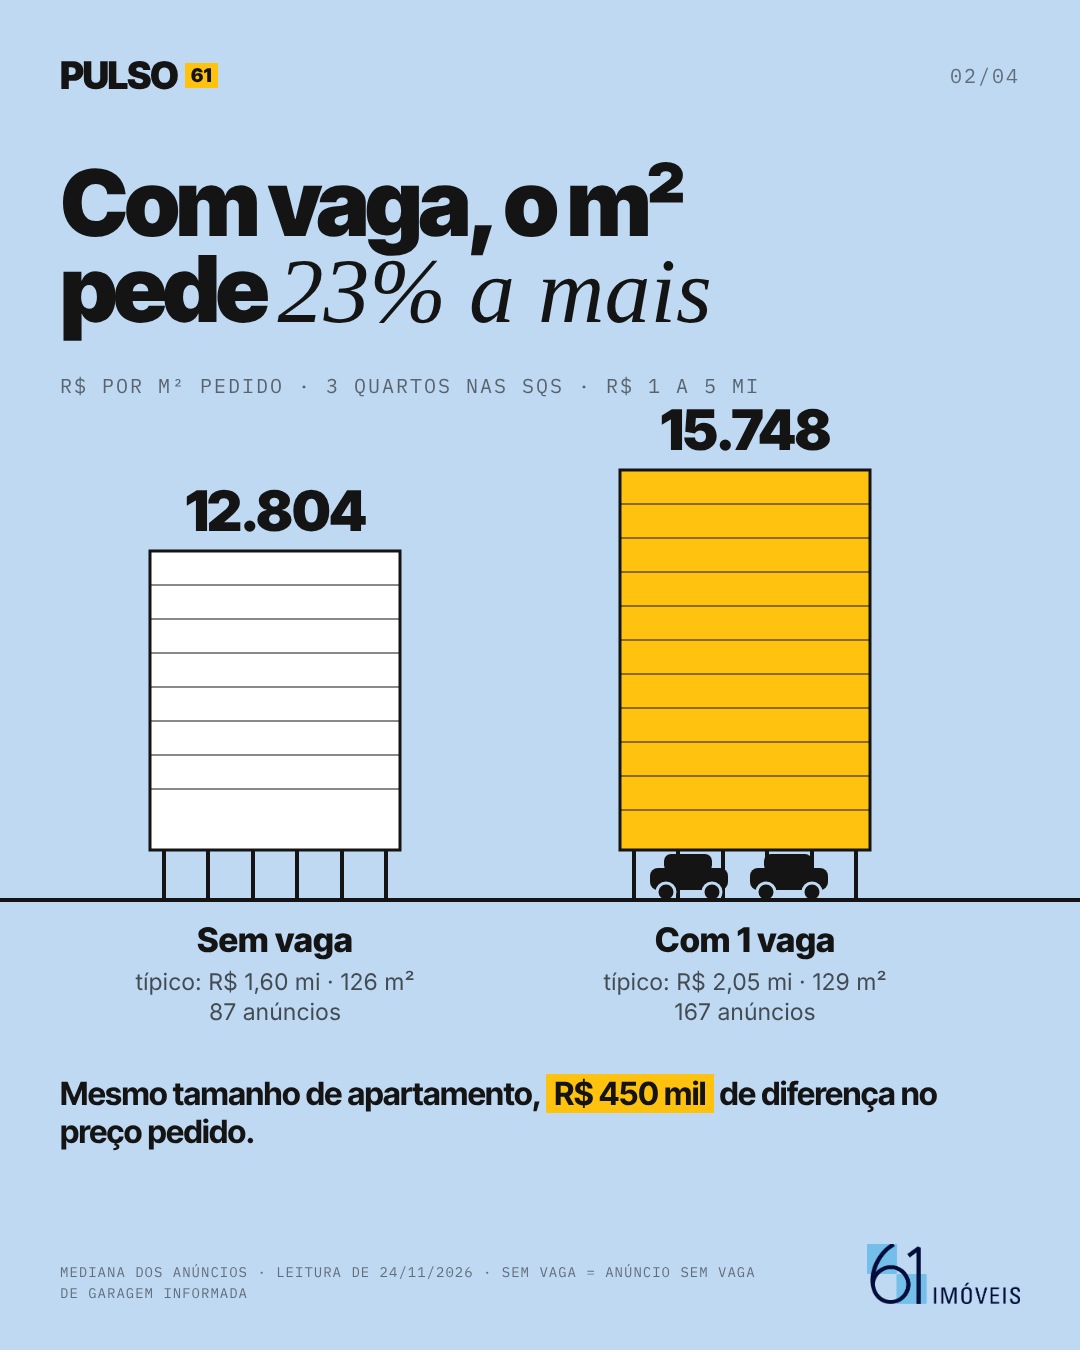 PULSO 61
02/04
Com vaga, o m²
pede 23% a mais
R$ POR M² PEDIDO · 3 QUARTOS NAS SQS · R$ 1 A 5 MI
15.748
12.804
Sem vaga
típico: R$ 1,60 mi · 126 m²
87 anúncios
Com 1 vaga
típico: R$ 2,05 mi · 129 m²
167 anúncios
Mesmo tamanho de apartamento, R$ 450 mil de diferença no
preço pedido.
MEDIANA DOS ANÚNCIOS · LEITURA DE 24/11/2026 · SEM VAGA = ANÚNCIO SEM VAGA
DE GARAGEM INFORMADA
61 IMÓVEIS